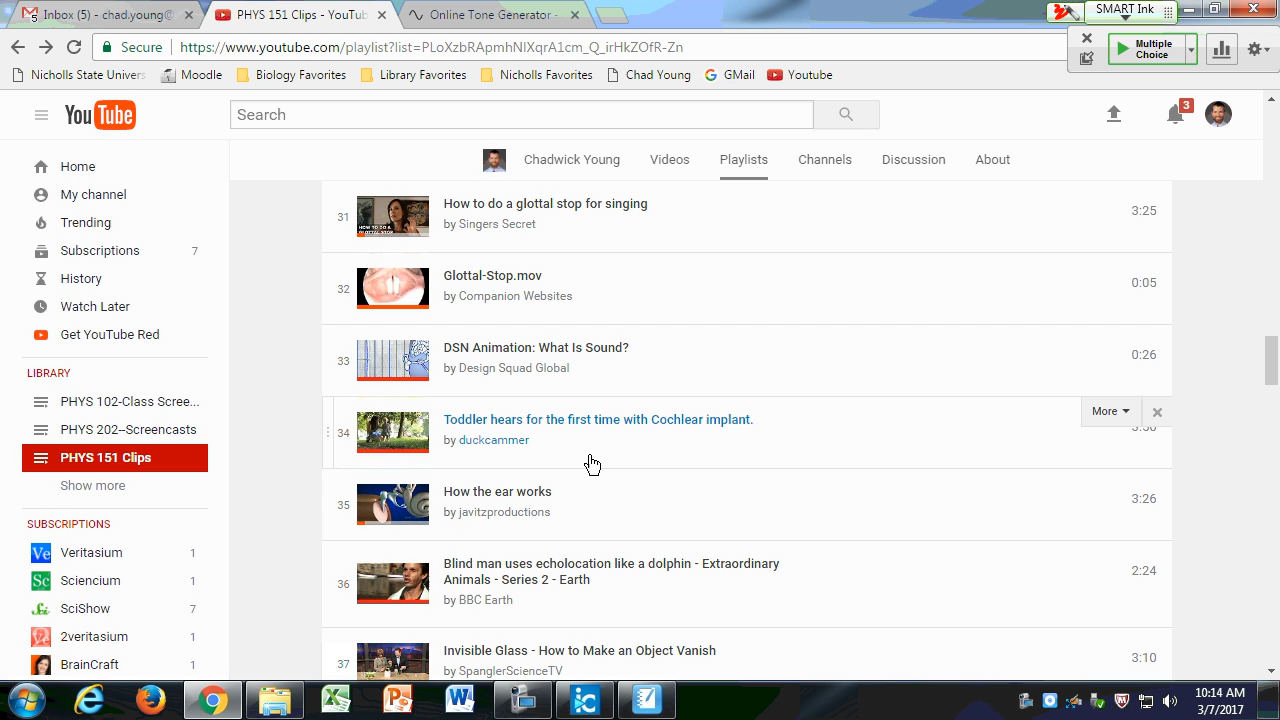 Inbox (5) - chad.young@
PHYS 151 Clips - YouTub
Online Tone Generator -
SMART Ink
Secure
https://www.youtube.com/playlist?list=PLoXzbRApmhNlXqrA1cm_Q_irHkZOfR-Zn
Multiple
Choice
Nicholls State Univers
Moodle
Biology Favorites
Library Favorites
Nicholls Favorites
Chad Young
GMail
Youtube
YouTube
Search
3
Chadwick Young
Videos
Playlists
Channels
Discussion
About
Home
My channel
Trending
Subscriptions 7
History
Watch Later
Get YouTube Red
LIBRARY
PHYS 102-Class Scree...
PHYS 202--Screencasts
PHYS 151 Clips
Show more
SUBSCRIPTIONS
Ve Veritasium 1
Sc Sciencium 1
SciShow 7
2veritasium 1
BrainCraft 1
31 How to do a glottal stop for singing 3:25
by Singers Secret
HOW TO DO A
GLOTTAL STOP
32 Glottal-Stop.mov 0:05
by Companion Websites
33 DSN Animation: What Is Sound? 0:26
by Design Squad Global
34 Toddler hears for the first time with Cochlear implant.
More
by duckcammer
35 How the ear works 3:26
by javitzproductions
36 Blind man uses echolocation like a dolphin - Extraordinary 2:24
Animals - Series 2 - Earth
by BBC Earth
37 Invisible Glass - How to Make an Object Vanish 3:10
by SpanglerScienceTV
10:14 AM
3/7/2017